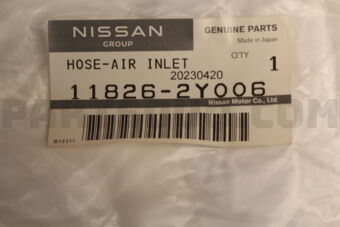 NISSAN
GROUP
GENUINE PARTS
Made in Japan
HOSE-AIR INLET
Q'TY
20230420
1
11826-2Y006
Nissan Motor Co., Ltd.